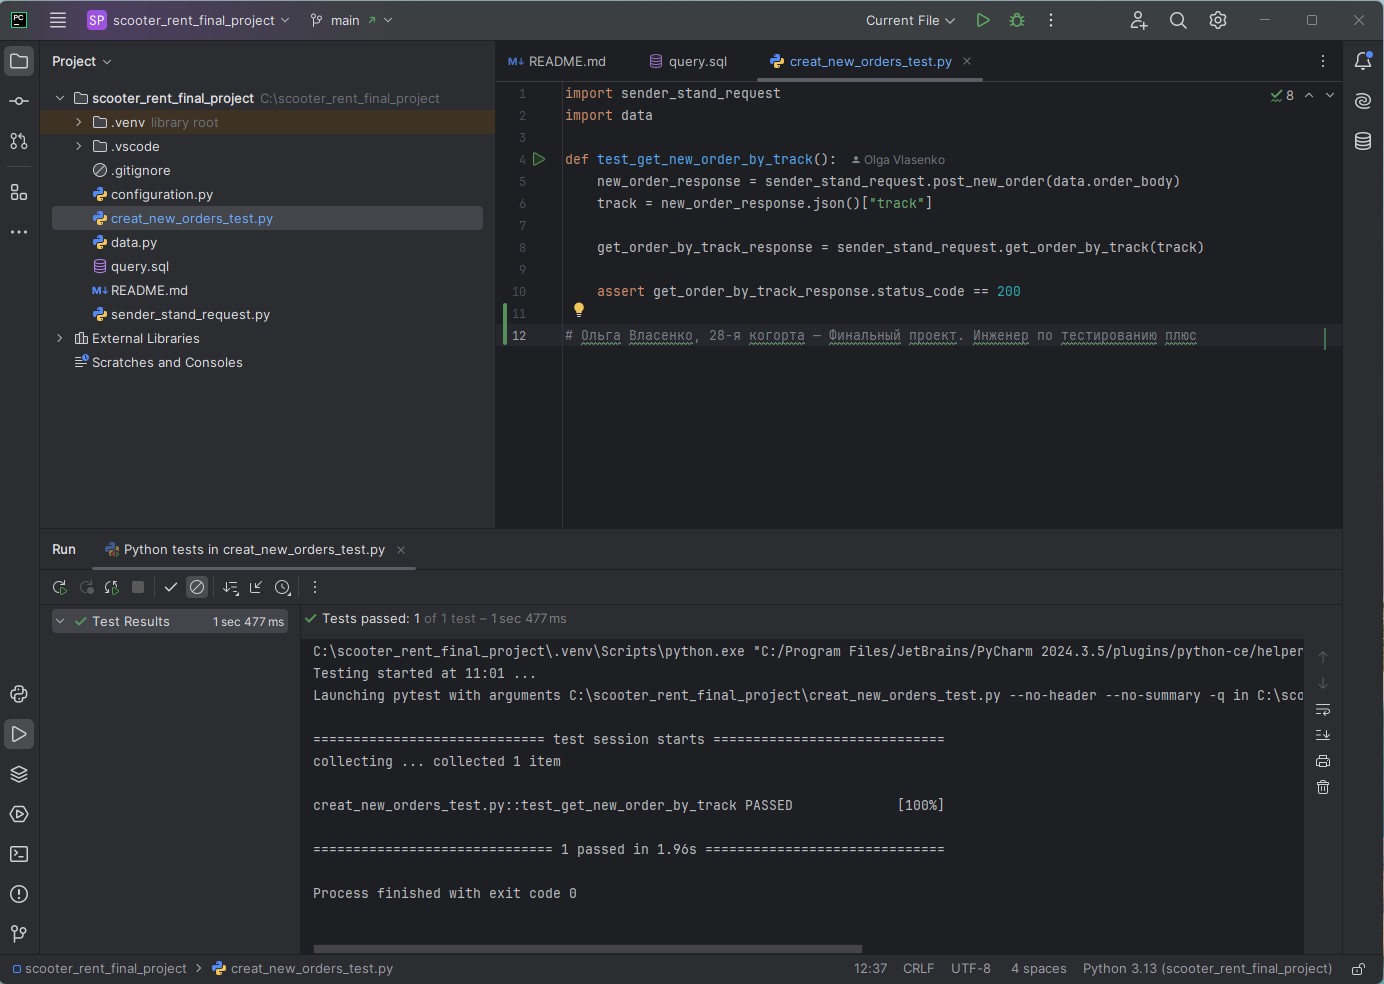 PC
SP scooter_rent_final_project
main
Current File
Project
scooter_rent_final_project C:\scooter_rent_final_project
.venv library root
.vscode
.gitignore
configuration.py
creat_new_orders_test.py
data.py
query.sql
M↓ README.md
sender_stand_request.py
External Libraries
Scratches and Consoles
M↓ README.md
query.sql
creat_new_orders_test.py
8
1 import sender_stand_request
2 import data
3
4 def test_get_new_order_by_track(): Olga Vlasenko
5 new_order_response = sender_stand_request.post_new_order(data.order_body)
6 track = new_order_response.json()["track"]
7
8 get_order_by_track_response = sender_stand_request.get_order_by_track(track)
9
10 assert get_order_by_track_response.status_code == 200
11
12 # Ольга Власенко, 28-я когорта — Финальный проект. Инженер по тестированию плюс
Run
Python tests in creat_new_orders_test.py
Test Results 1 sec 477 ms
Tests passed: 1 of 1 test – 1 sec 477 ms
C:\scooter_rent_final_project\.venv\Scripts\python.exe "C:/Program Files/JetBrains/PyCharm 2024.3.5/plugins/python-ce/helper
Testing started at 11:01 ...
Launching pytest with arguments C:\scooter_rent_final_project\creat_new_orders_test.py --no-header --no-summary -q in C:\sco
============================= test session starts =============================
collecting ... collected 1 item
creat_new_orders_test.py::test_get_new_order_by_track PASSED [100%]
============================== 1 passed in 1.96s ==============================
Process finished with exit code 0
scooter_rent_final_project > creat_new_orders_test.py
12:37 CRLF UTF-8 4 spaces Python 3.13 (scooter_rent_final_project)